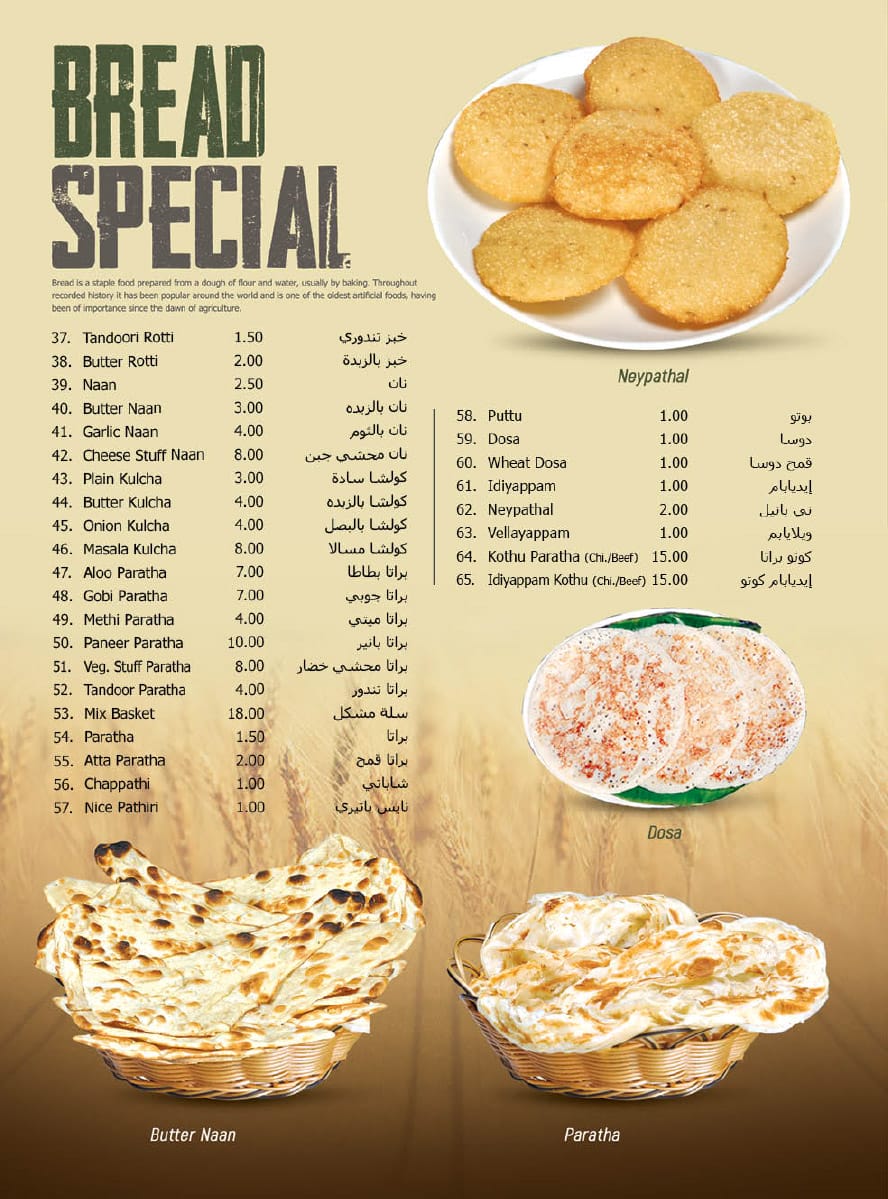 BREAD
SPECIAL
Bread is a staple food prepared from a dough of flour and water, usually by baking. Throughout
recorded history it has been popular around the world and is one of the oldest artificial foods, having
been of importance since the dawn of agriculture.
37. Tandoori Rotti 1.50 خبز تندوري
38. Butter Rotti 2.00 خبز بالزبدة
39. Naan 2.50 نان
40. Butter Naan 3.00 نان بالزبده
41. Garlic Naan 4.00 نان بالثوم
42. Cheese Stuff Naan 8.00 نان محشي جبن
43. Plain Kulcha 3.00 كولشا سادة
44. Butter Kulcha 4.00 كولشا بالزبده
45. Onion Kulcha 4.00 كولشا بالبصل
46. Masala Kulcha 8.00 كولشا مسالا
47. Aloo Paratha 7.00 براتا بطاطا
48. Gobi Paratha 7.00 براتا جوبي
49. Methi Paratha 4.00 براتا ميتي
50. Paneer Paratha 10.00 براتا بانير
51. Veg. Stuff Paratha 8.00 براتا محشي خضار
52. Tandoor Paratha 4.00 براتا تندور
53. Mix Basket 18.00 سلة مشكل
54. Paratha 1.50 براتا
55. Atta Paratha 2.00 براتا قمح
56. Chappathi 1.00 شاباتي
57. Nice Pathiri 1.00 نايس باتيري
Neypathal
58. Puttu 1.00 بوتو
59. Dosa 1.00 دوسا
60. Wheat Dosa 1.00 قمح دوسا
61. Idiyappam 1.00 إيديابام
62. Neypathal 2.00
63. Vellayappam 1.00 ويلايابم
64. Kothu Paratha (Chi./Beef) 15.00 براتا
65. Idiyappam Kothu (Chi./Beef) 15.00 إيديابام كوتو
Dosa
Butter Naan
Paratha